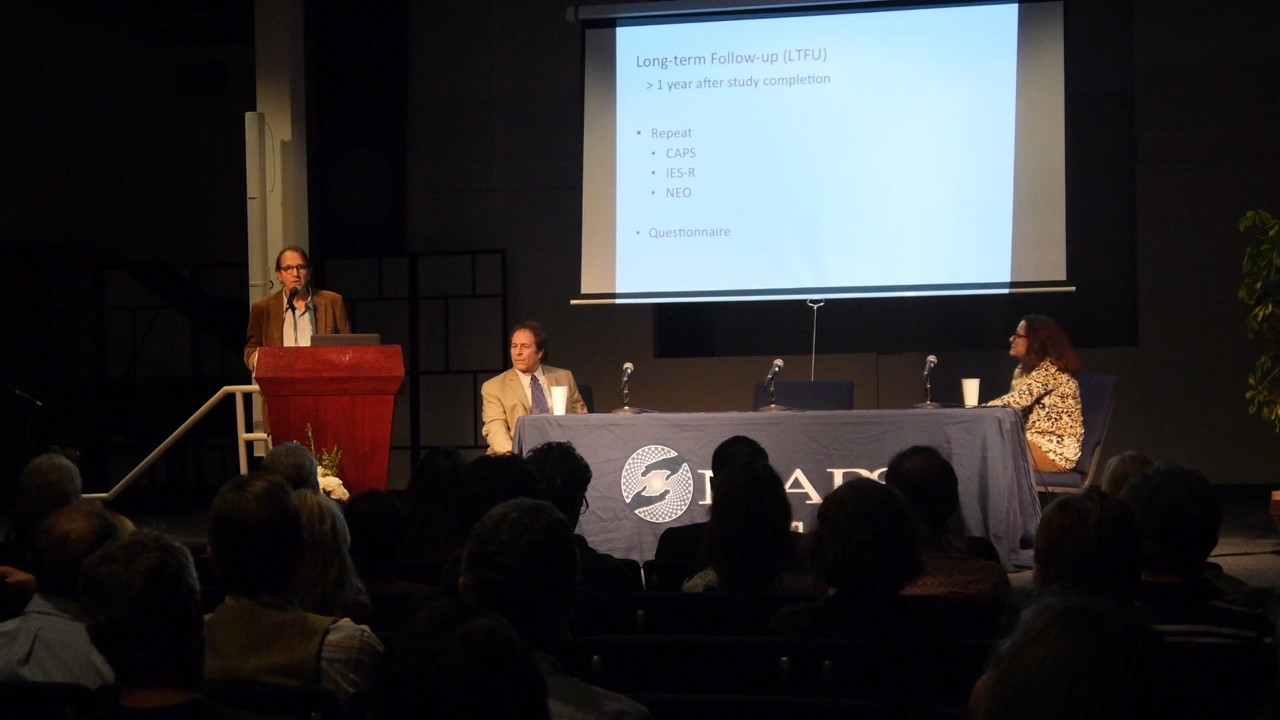 Long-term Follow-up (LTFU)
> 1 year after study completion
▪ Repeat
• CAPS
• IES-R
• NEO
• Questionnaire